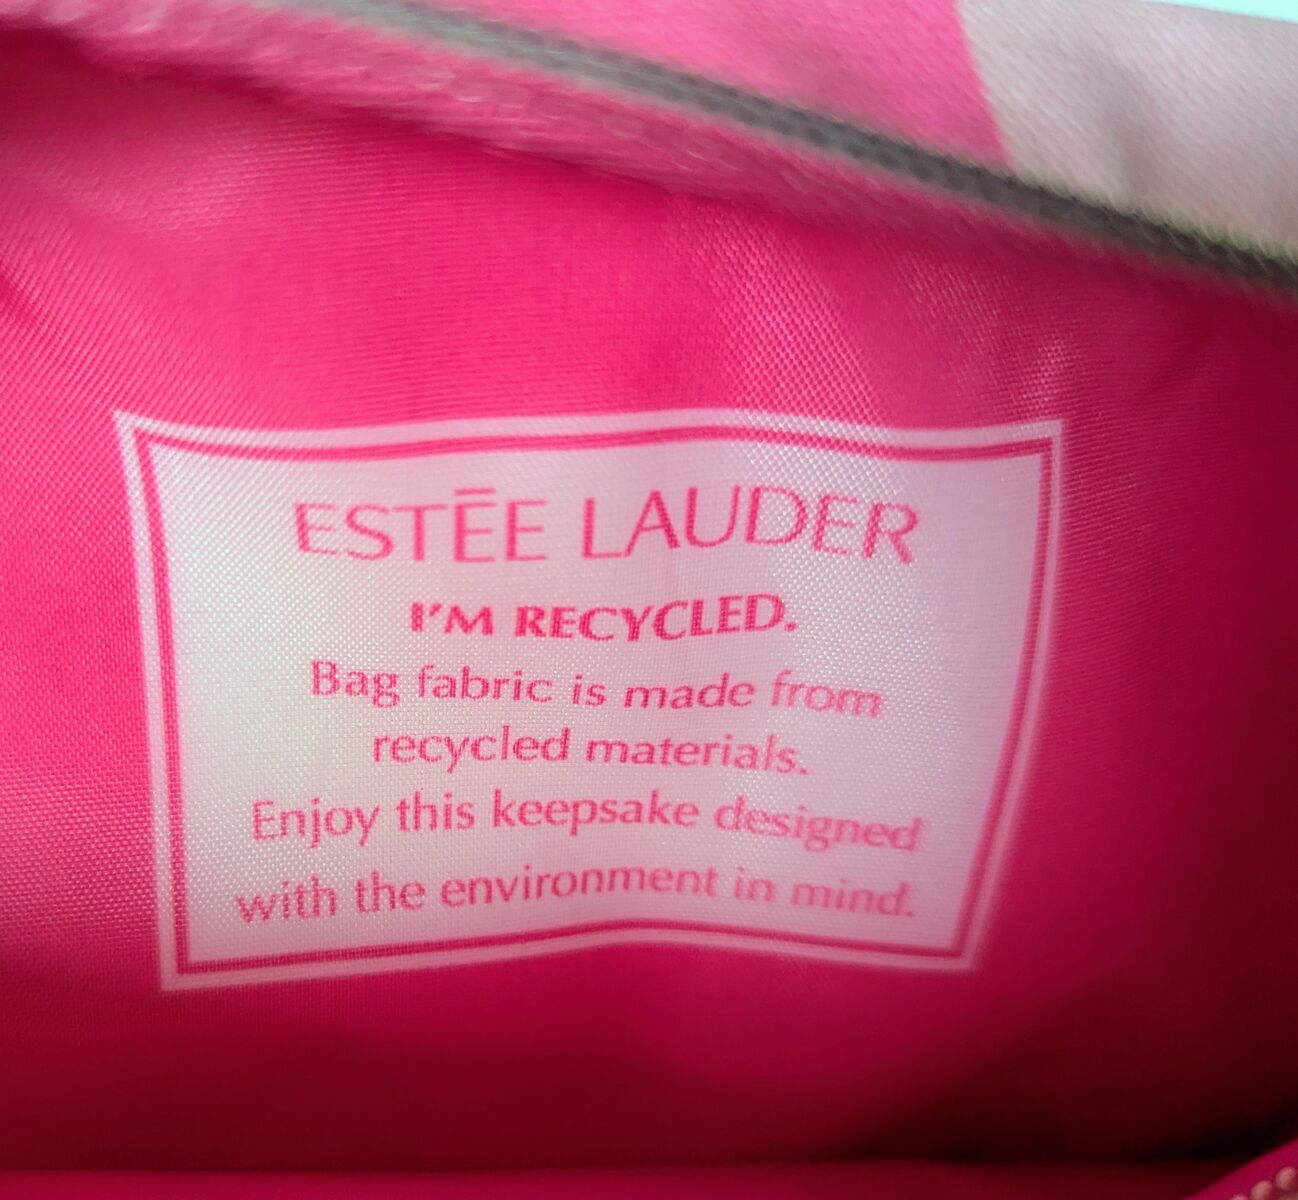 ESTĒE LAUDER
I'M RECYCLED.
Bag fabric is made from
recycled materials.
Enjoy this keepsake designed
with the environment in mind.